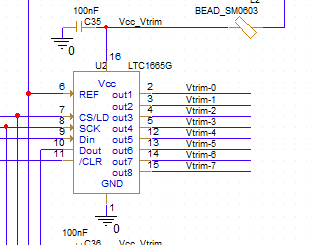 L2
100nF
BEAD_SM0603
C35
Vcc_Vtrim
0
16
U2
LTC1665G
Vcc
6 REF out1 2 Vtrim-0
out2 3 Vtrim-1
7 CS/LD out3 4 Vtrim-2
8 SCK out4 5 Vtrim-3
9 Din out5 12 Vtrim-4
10 Dout out6 13 Vtrim-5
11 /CLR out7 14 Vtrim-6
out8 15 Vtrim-7
GND
1
0
100nF
C36 Vcc_Vtrim